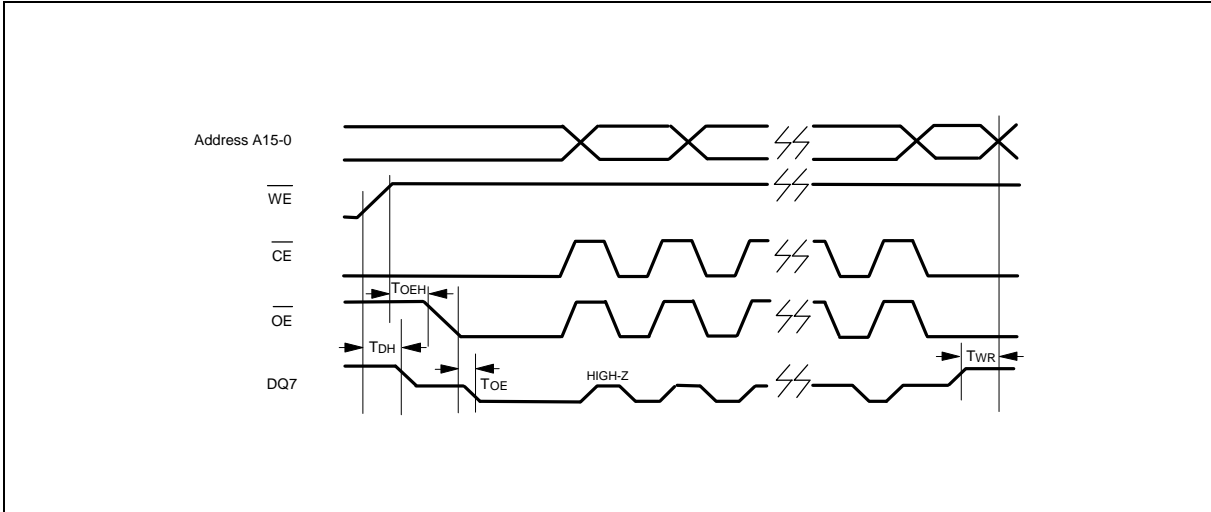 Address A15-0
WE
CE
TOEH
OE
TDH
TWR
HIGH-Z
DQ7
TOE